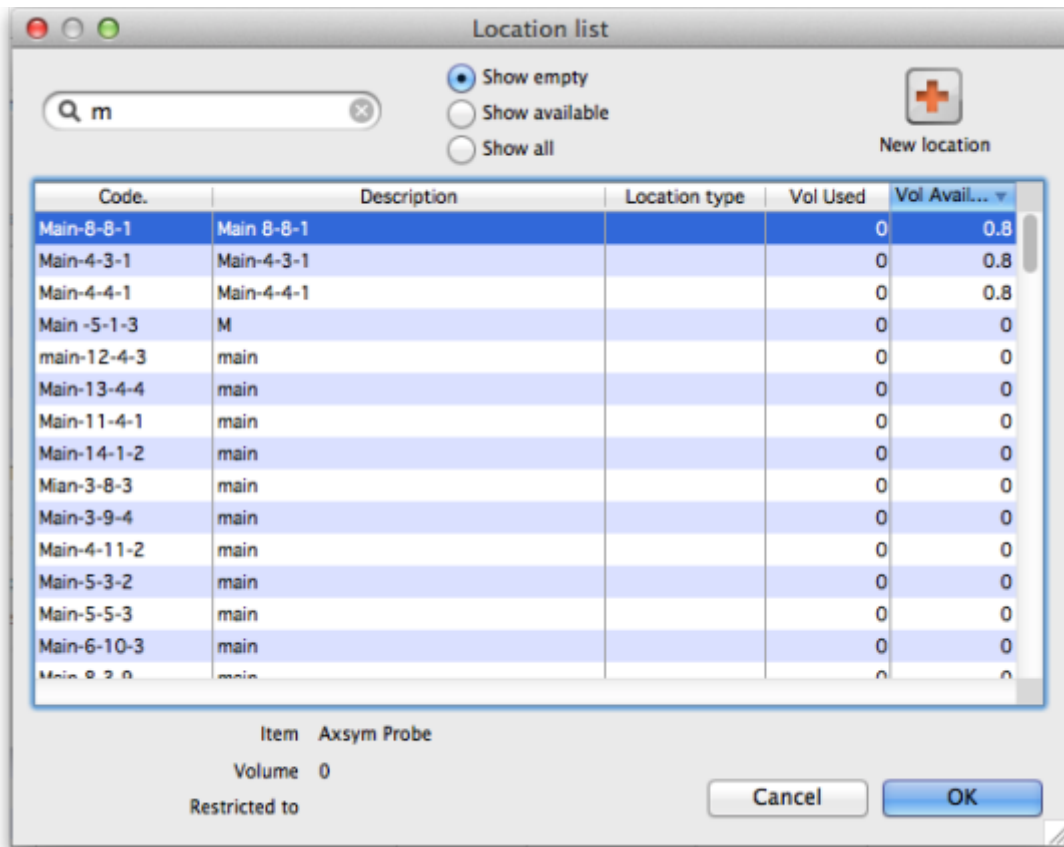 Location list
m
Show empty
Show available
Show all
New location
Code. Description Location type Vol Used Vol Avail...
Main-8-8-1 Main 8-8-1 0 0.8
Main-4-3-1 Main-4-3-1 0 0.8
Main-4-4-1 Main-4-4-1 0 0.8
Main -5-1-3 M 0 0
main-12-4-3 main 0 0
Main-13-4-4 main 0 0
Main-11-4-1 main 0 0
Main-14-1-2 main 0 0
Mian-3-8-3 main 0 0
Main-3-9-4 main 0 0
Main-4-11-2 main 0 0
Main-5-3-2 main 0 0
Main-5-5-3 main 0 0
Main-6-10-3 main 0 0
main 0 0
Item Axsym Probe
Volume 0
Restricted to
Cancel OK